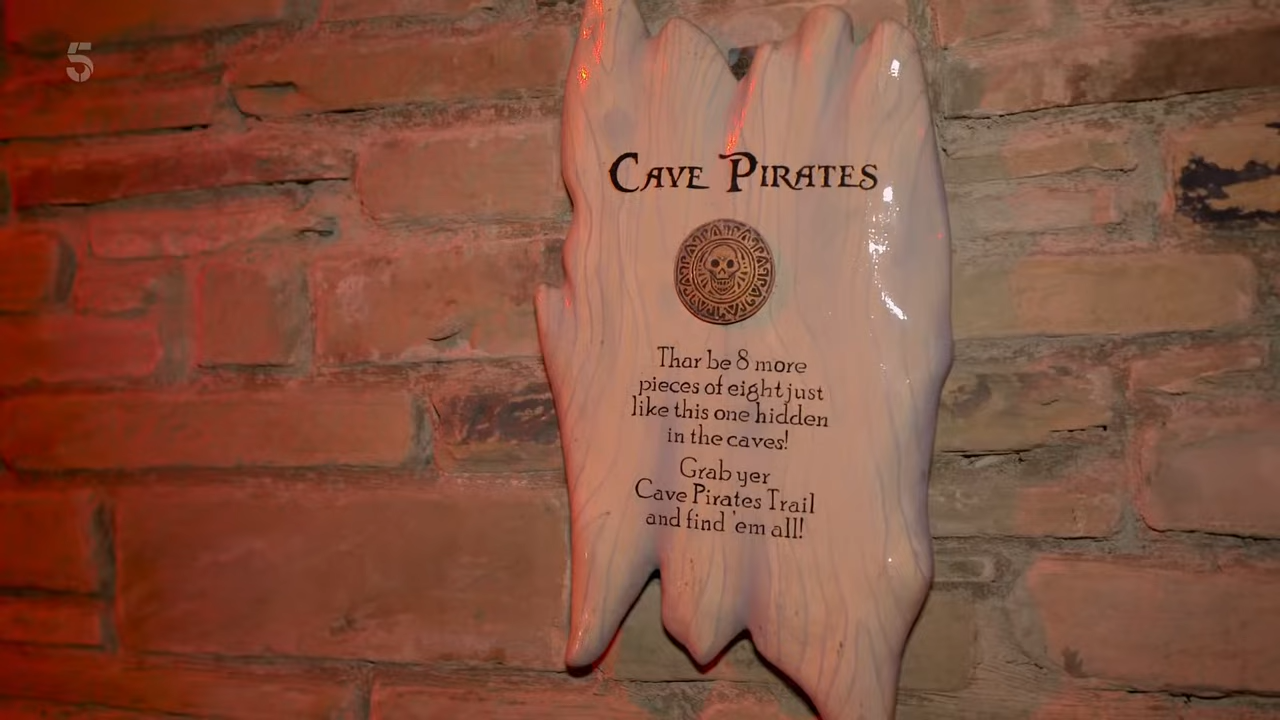 5
CAVE PIRATES
Thar be 8 more
pieces of eight just
like this one hidden
in the caves!
Grab yer
Cave Pirates Trail
and find 'em all!